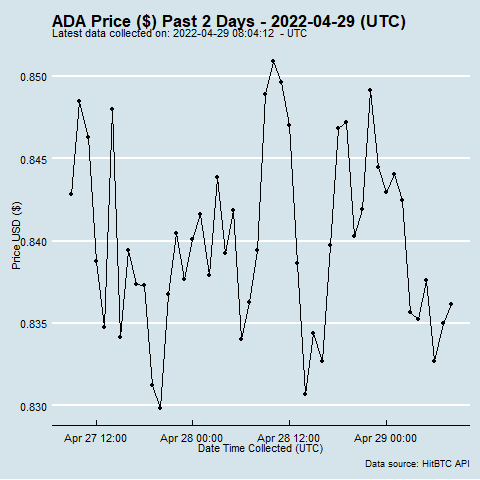 ADA Price ($) Past 2 Days - 2022-04-29 (UTC)
Latest data collected on: 2022-04-29 08:04:12 - UTC
0.850
0.845
0.840
0.835
0.830
Price USD ($)
Apr 27 12:00
Apr 28 00:00
Apr 28 12:00
Apr 29 00:00
Date Time Collected (UTC)
Data source: HitBTC API